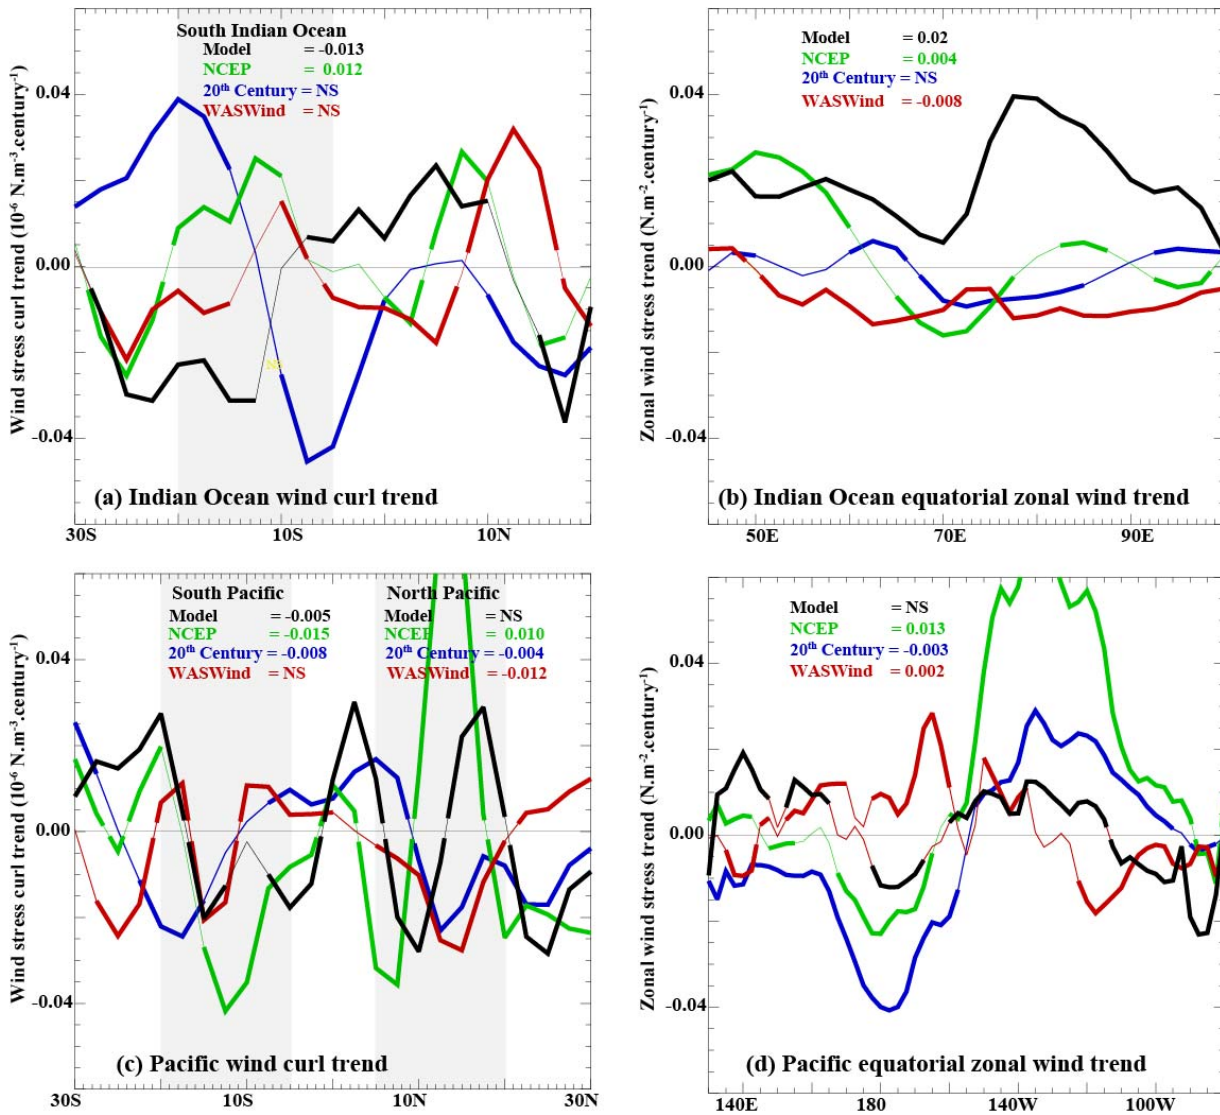 South Indian Ocean
Model = -0.013
NCEP = 0.012
20th Century = NS
WASWind = NS
Wind stress curl trend (10⁻⁶ N.m⁻³.century⁻¹)
0.04
0.00
-0.04
NS
(a) Indian Ocean wind curl trend
30S 10S 10N
Model = 0.02
NCEP = 0.004
20th Century = NS
WASWind = -0.008
Zonal wind stress trend (N.m⁻².century⁻¹)
0.04
0.00
-0.04
(b) Indian Ocean equatorial zonal wind trend
50E 70E 90E
South Pacific
Model = -0.005
NCEP = -0.015
20th Century = -0.008
WASWind = NS
North Pacific
Model = NS
NCEP = 0.010
20th Century = -0.004
WASWind = -0.012
Wind stress curl trend (10⁻⁶ N.m⁻³.century⁻¹)
0.04
0.00
-0.04
(c) Pacific wind curl trend
30S 10S 10N 30N
Model = NS
NCEP = 0.013
20th Century = -0.003
WASWind = 0.002
Zonal wind stress trend (N.m⁻².century⁻¹)
0.04
0.00
-0.04
(d) Pacific equatorial zonal wind trend
140E 180 140W 100W